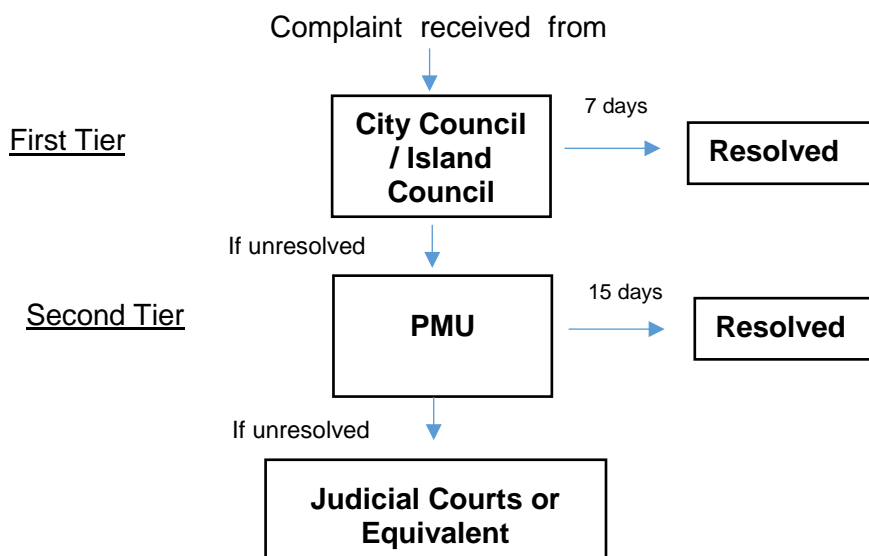 Complaint received from
First Tier
City Council
/ Island
Council
7 days
Resolved
If unresolved
Second Tier
PMU
15 days
Resolved
If unresolved
Judicial Courts or
Equivalent